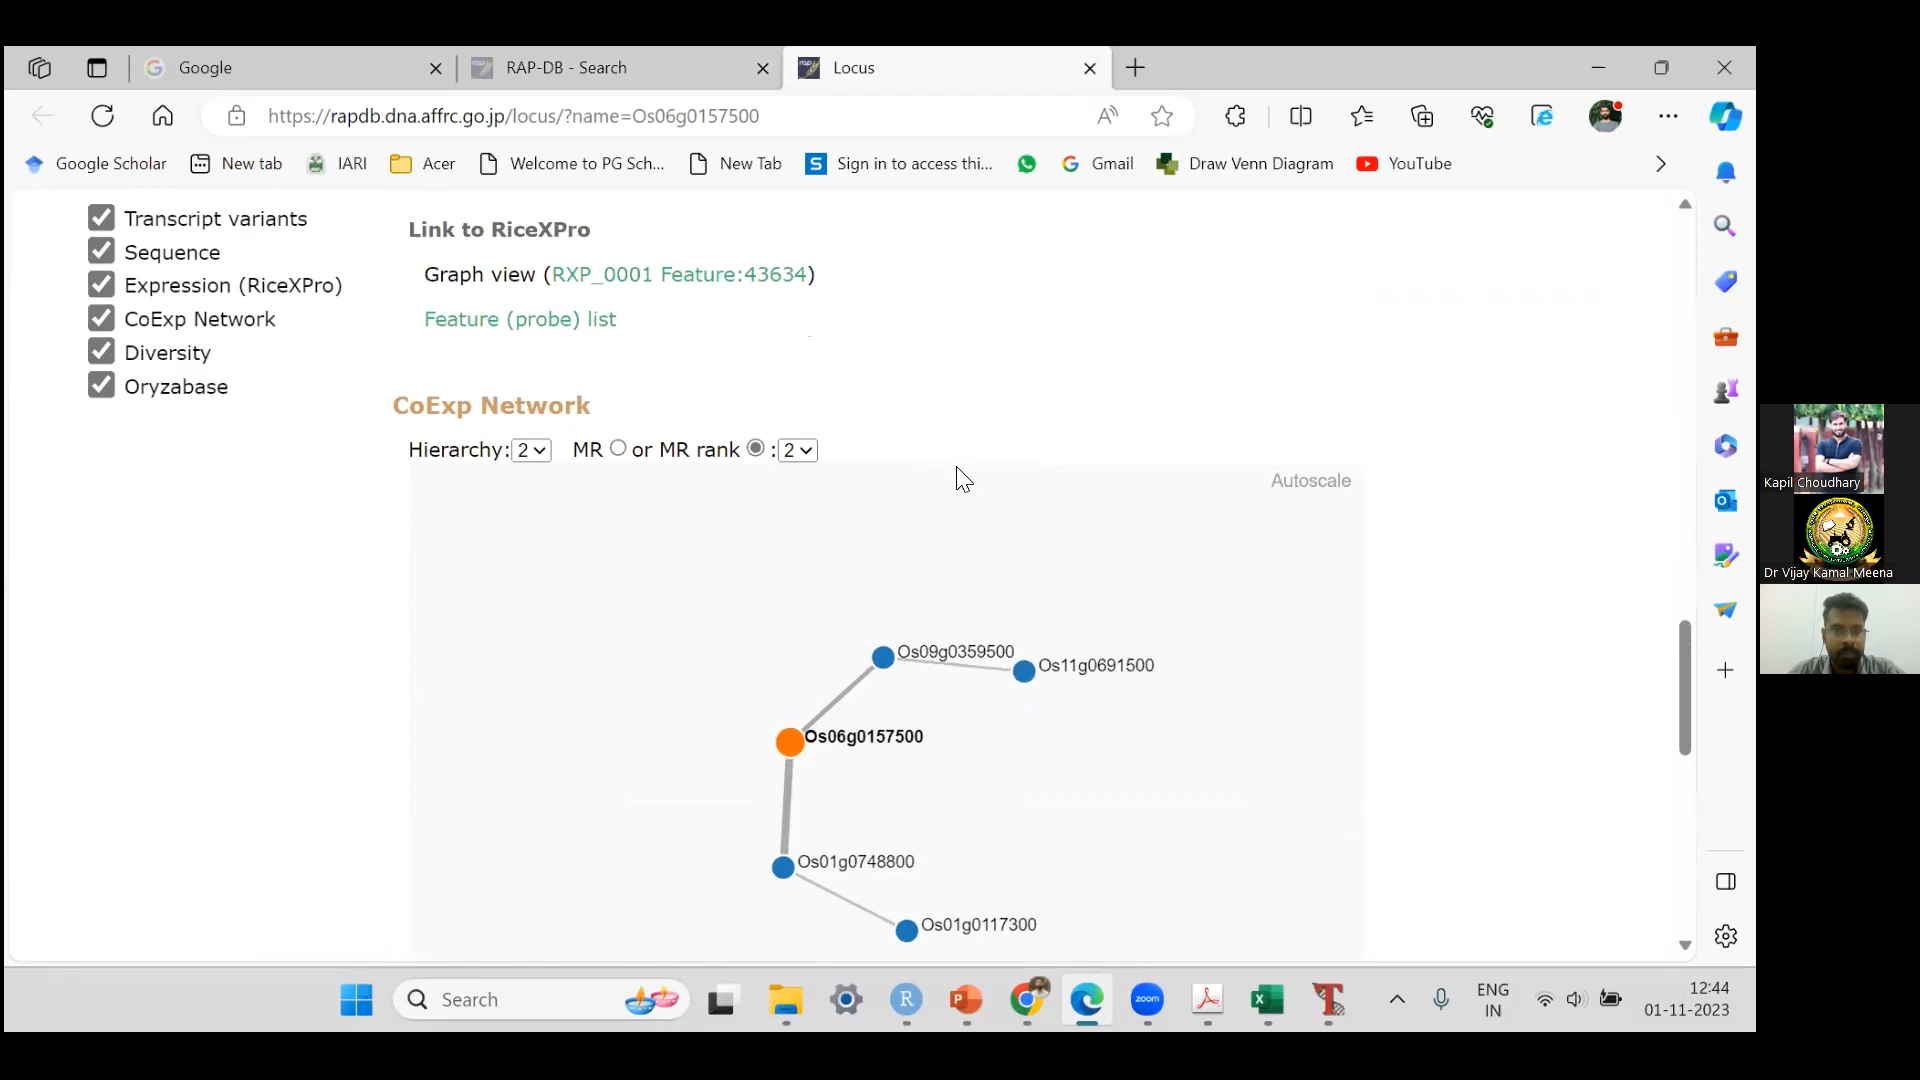 Google
RAP-DB - Search
Locus
https://rapdb.dna.affrc.go.jp/locus/?name=Os06g0157500
Google Scholar
New tab
IARI
Acer
Welcome to PG Sch...
New Tab
Sign in to access thi...
Gmail
Draw Venn Diagram
YouTube
Transcript variants
Sequence
Expression (RiceXPro)
CoExp Network
Diversity
Oryzabase
Link to RiceXPro
Graph view (RXP_0001 Feature:43634)
Feature (probe) list
CoExp Network
Hierarchy: 2 MR or MR rank : 2
Autoscale
Os09g0359500
Os11g0691500
Os06g0157500
Os01g0748800
Os01g0117300
Kapil Choudhary
Dr Vijay Kamal Meena
Search
zoom
ENG
IN
12:44
01-11-2023